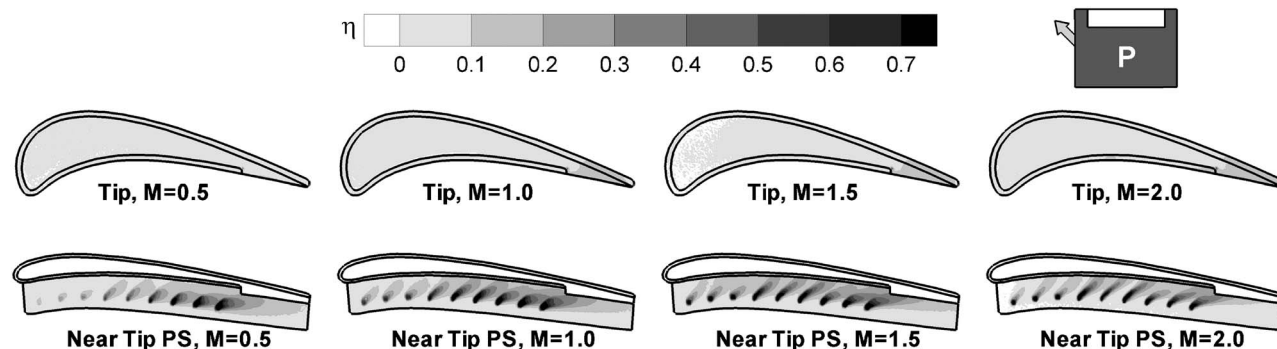 η
0 0.1 0.2 0.3 0.4 0.5 0.6 0.7
P
Tip, M=0.5 Tip, M=1.0 Tip, M=1.5 Tip, M=2.0
Near Tip PS, M=0.5 Near Tip PS, M=1.0 Near Tip PS, M=1.5 Near Tip PS, M=2.0